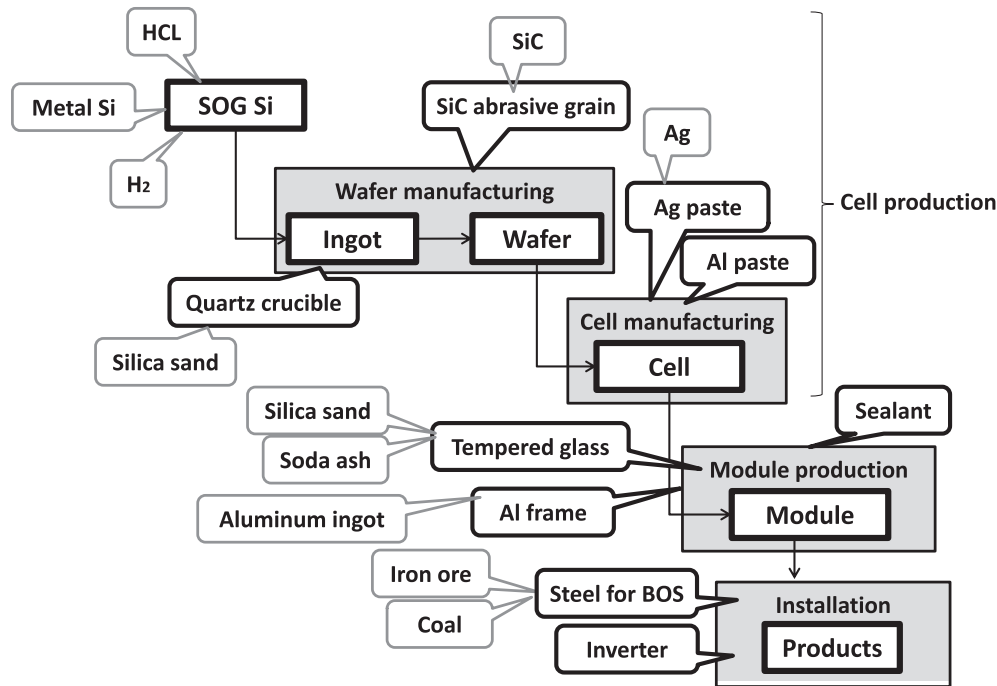 HCL
SiC
Metal Si
SOG Si
SiC abrasive grain
Ag
H2
Wafer manufacturing
Ag paste
Cell production
Ingot
Wafer
Al paste
Quartz crucible
Cell manufacturing
Silica sand
Cell
Silica sand
Sealant
Soda ash
Tempered glass
Module production
Aluminum ingot
Al frame
Module
Iron ore
Steel for BOS
Installation
Coal
Inverter
Products